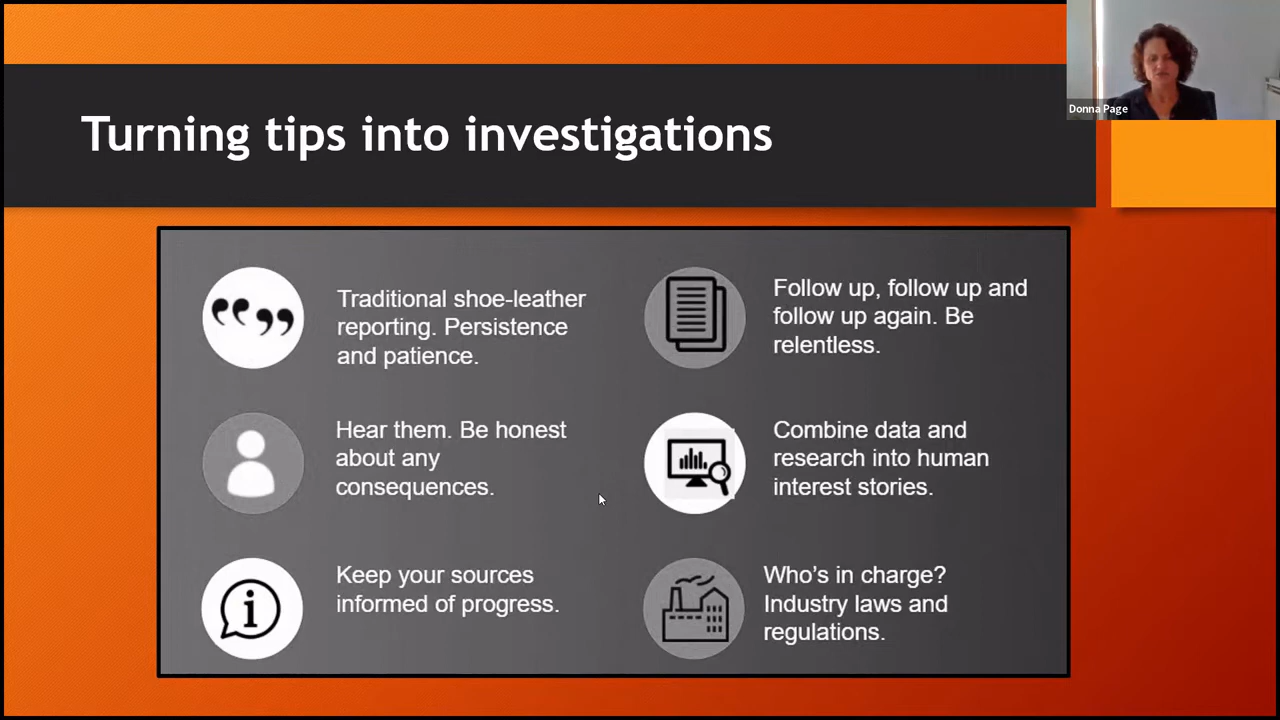 Turning tips into investigations
Donna Page
Traditional shoe-leather
reporting. Persistence
and patience.
Follow up, follow up and
follow up again. Be
relentless.
Hear them. Be honest
about any
consequences.
Combine data and
research into human
interest stories.
Keep your sources
informed of progress.
Who's in charge?
Industry laws and
regulations.